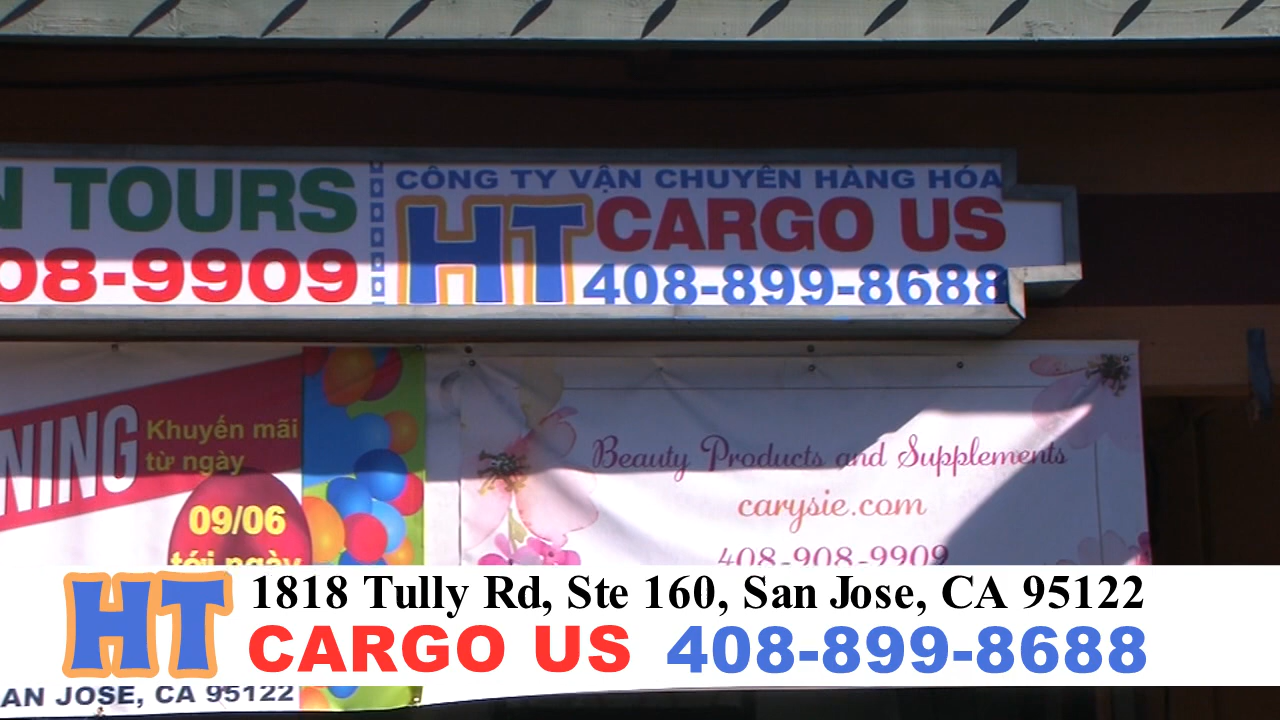 N TOURS
08-9909
CÔNG TY VẬN CHUYỂN HÀNG HÓA
HT CARGO US
408-899-8688
NING
Khuyến mãi
từ ngày
09/06
tới ngày
Beauty Products and Supplements
carysie.com
408-908-9909
HT
1818 Tully Rd, Ste 160, San Jose, CA 95122
CARGO US 408-899-8688
AN JOSE, CA 95122